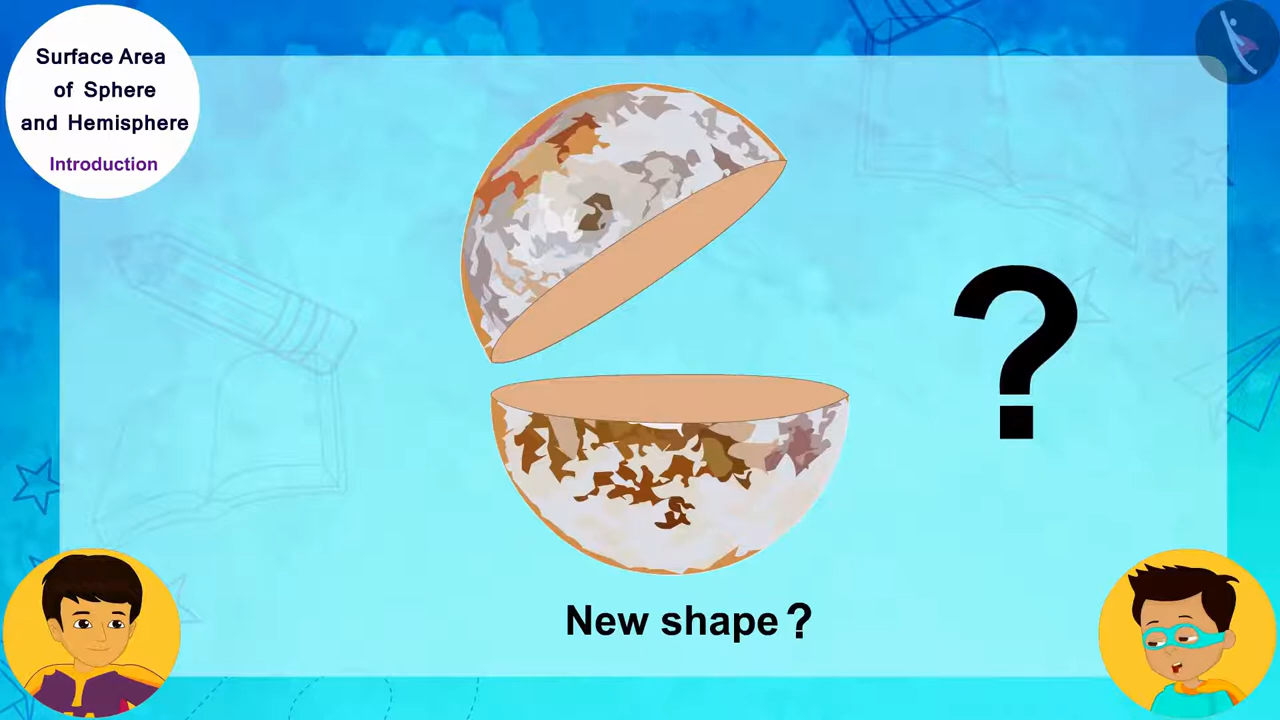 Surface Area
of Sphere
and Hemisphere
Introduction
?
New shape ?